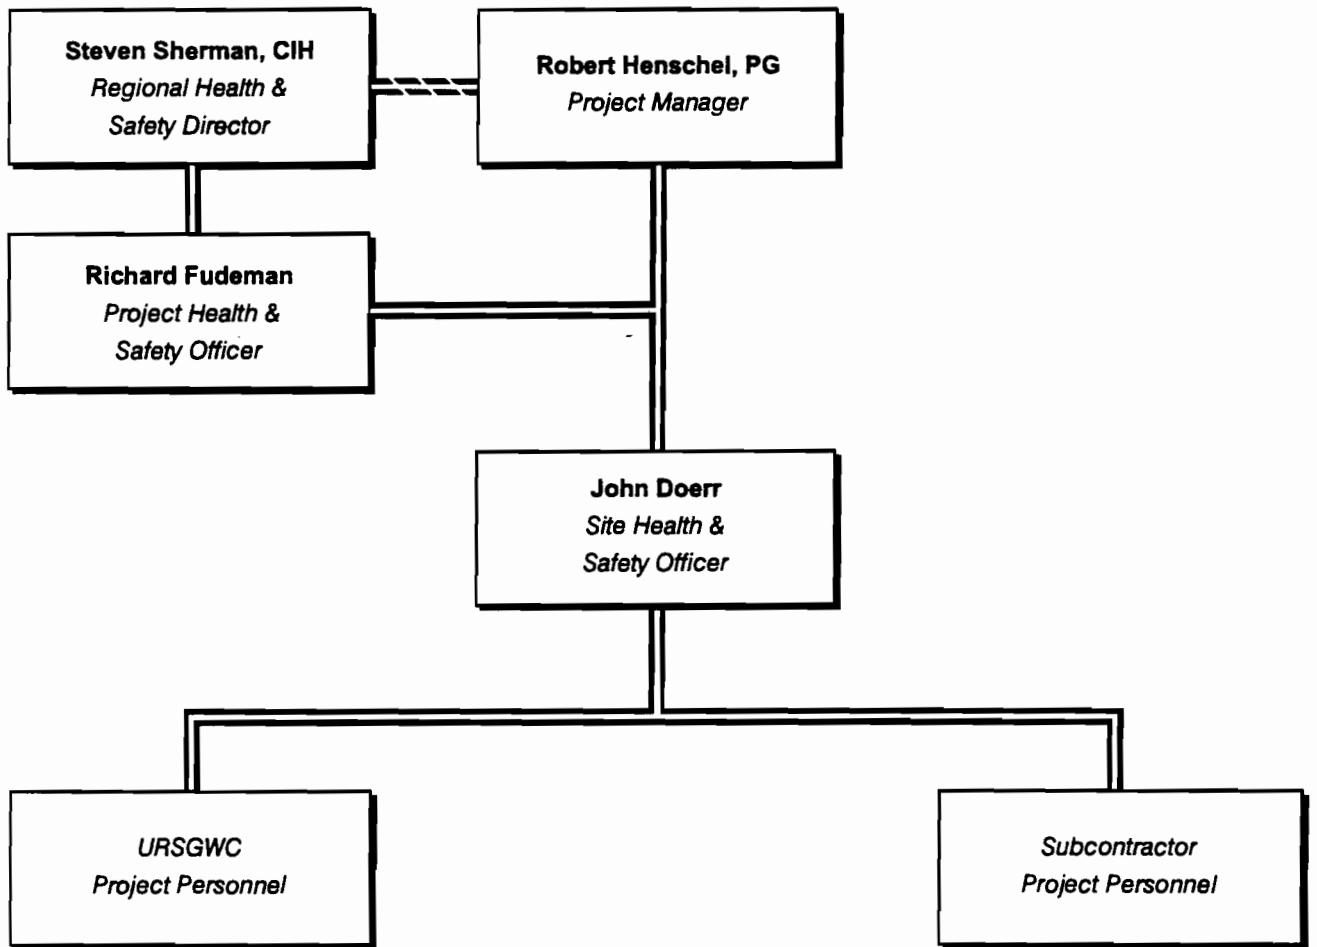 Steven Sherman, CIH
Regional Health &
Safety Director
Robert Henschel, PG
Project Manager
Richard Fudeman
Project Health &
Safety Officer
John Doerr
Site Health &
Safety Officer
URSGWC
Project Personnel
Subcontractor
Project Personnel